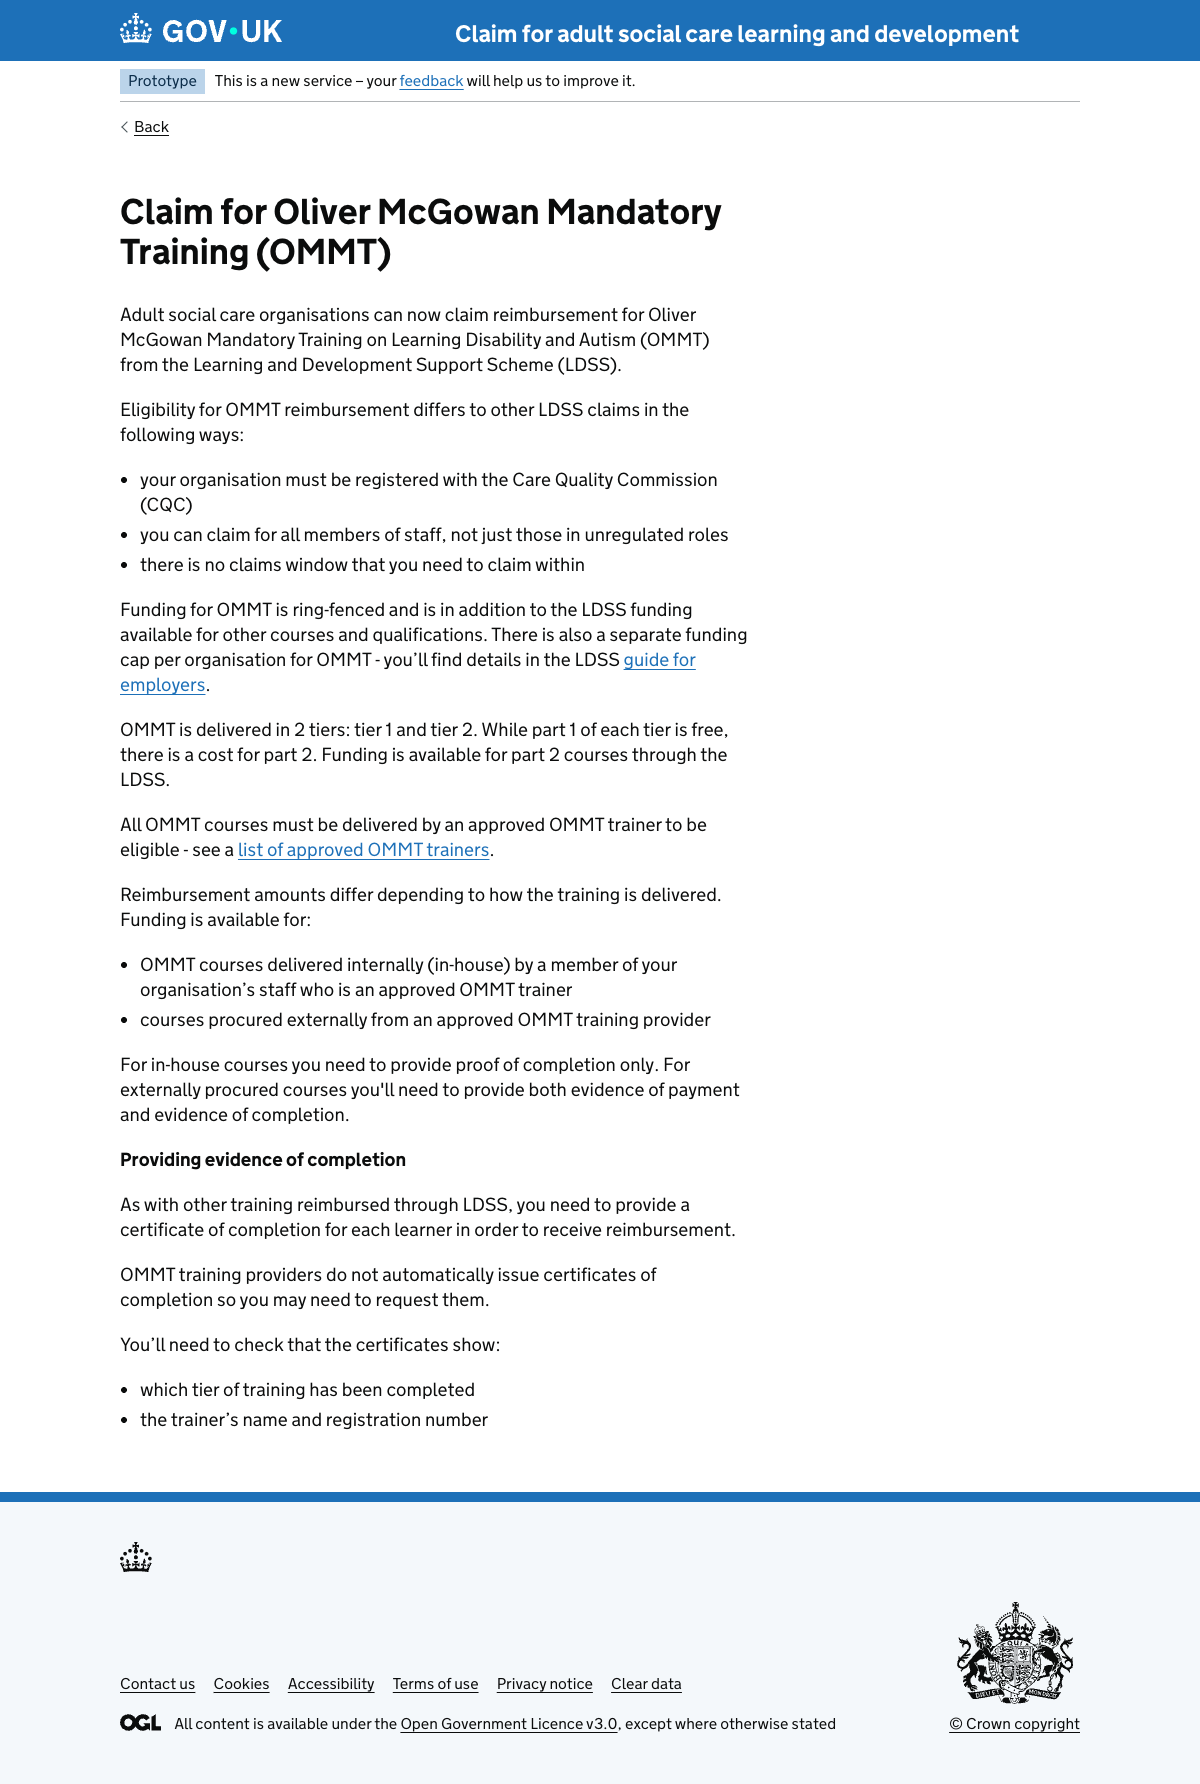 GOV·UK
Claim for adult social care learning and development
Prototype This is a new service – your feedback will help us to improve it.
Back
Claim for Oliver McGowan Mandatory
Training (OMMT)
Adult social care organisations can now claim reimbursement for Oliver
McGowan Mandatory Training on Learning Disability and Autism (OMMT)
from the Learning and Development Support Scheme (LDSS).
Eligibility for OMMT reimbursement differs to other LDSS claims in the
following ways:
• your organisation must be registered with the Care Quality Commission
(CQC)
• you can claim for all members of staff, not just those in unregulated roles
• there is no claims window that you need to claim within
Funding for OMMT is ring-fenced and is in addition to the LDSS funding
available for other courses and qualifications. There is also a separate funding
cap per organisation for OMMT - you’ll find details in the LDSS guide for
employers.
OMMT is delivered in 2 tiers: tier 1 and tier 2. While part 1 of each tier is free,
there is a cost for part 2. Funding is available for part 2 courses through the
LDSS.
All OMMT courses must be delivered by an approved OMMT trainer to be
eligible - see a list of approved OMMT trainers.
Reimbursement amounts differ depending to how the training is delivered.
Funding is available for:
• OMMT courses delivered internally (in-house) by a member of your
organisation’s staff who is an approved OMMT trainer
• courses procured externally from an approved OMMT training provider
For in-house courses you need to provide proof of completion only. For
externally procured courses you'll need to provide both evidence of payment
and evidence of completion.
Providing evidence of completion
As with other training reimbursed through LDSS, you need to provide a
certificate of completion for each learner in order to receive reimbursement.
OMMT training providers do not automatically issue certificates of
completion so you may need to request them.
You’ll need to check that the certificates show:
• which tier of training has been completed
• the trainer’s name and registration number
Contact us Cookies Accessibility Terms of use Privacy notice Clear data
OGL All content is available under the Open Government Licence v3.0, except where otherwise stated
© Crown copyright